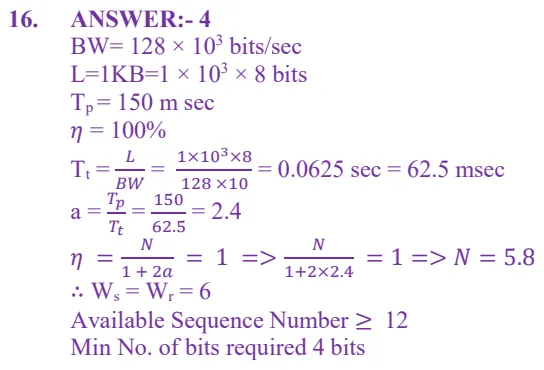 16. ANSWER:- 4
BW= 128 × 10³ bits/sec
L=1KB=1 × 10³ × 8 bits
Tₚ = 150 m sec
𝜂 = 100%
Tₜ = L/BW = 1×10³×8/128 ×10 = 0.0625 sec = 62.5 msec
a = Tp/Tt = 150/62.5 = 2.4
𝜂 = N/1 + 2a = 1 => N/1+2×2.4 = 1 => N = 5.8
∴ Wₛ = Wᵣ = 6
Available Sequence Number ≥ 12
Min No. of bits required 4 bits